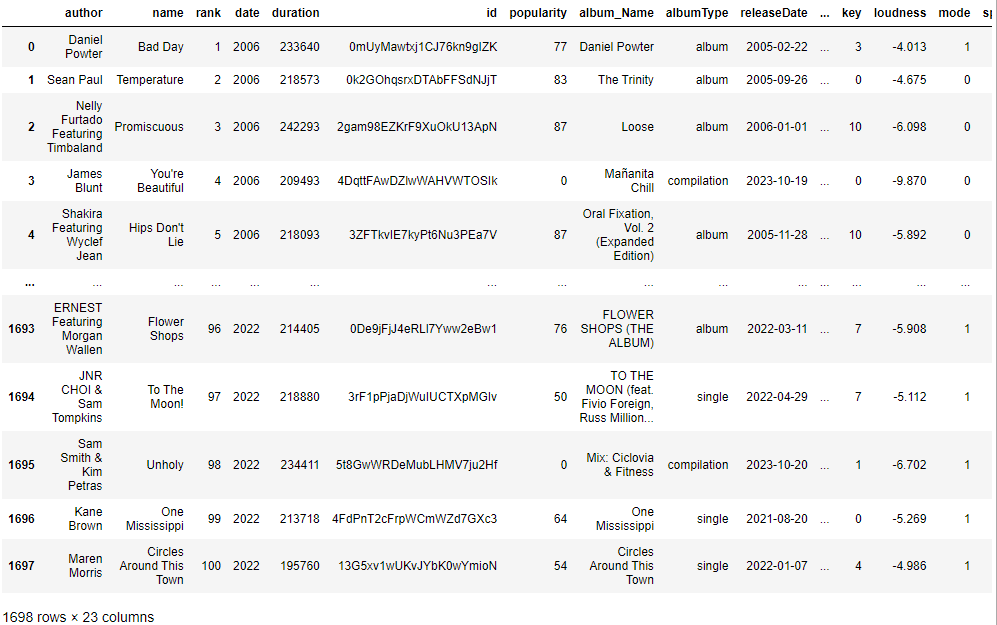 author name rank date duration id popularity album_Name albumType releaseDate ... key loudness mode sp
0 Daniel Powter Bad Day 1 2006 233640 0mUyMawtxj1CJ76kn9gIZK 77 Daniel Powter album 2005-02-22 ... 3 -4.013 1
1 Sean Paul Temperature 2 2006 218573 0k2GOhqsrxDTAbFFSdNJjT 83 The Trinity album 2005-09-26 ... 0 -4.675 0
2 Nelly Furtado Featuring Timbaland Promiscuous 3 2006 242293 2gam98EZKrF9XuOkU13ApN 87 Loose album 2006-01-01 ... 10 -6.098 0
3 James Blunt You're Beautiful 4 2006 209493 4DqttFAwDZIwWAHVWTOSIk 0 Mañanita Chill compilation 2023-10-19 ... 0 -9.870 0
4 Shakira Featuring Wyclef Jean Hips Don't Lie 5 2006 218093 3ZFTkvIE7kyPt6Nu3PEa7V 87 Oral Fixation, Vol. 2 (Expanded Edition) album 2005-11-28 ... 10 -5.892 0
... ... ... ... ... ... ... ... ... ... ... ... ... ... ...
1693 ERNEST Featuring Morgan Wallen Flower Shops 96 2022 214405 0De9jFjJ4eRLI7Yww2eBw1 76 FLOWER SHOPS (THE ALBUM) album 2022-03-11 ... 7 -5.908 1
1694 JNR CHOI & Sam Tompkins To The Moon! 97 2022 218880 3rF1pPjaDjWuIUCTXpMGlv 50 TO THE MOON (feat. Fivio Foreign, Russ Million... single 2022-04-29 ... 7 -5.112 1
1695 Sam Smith & Kim Petras Unholy 98 2022 234411 5t8GwWRDeMubLHMV7ju2Hf 0 Mix: Ciclovia & Fitness compilation 2023-10-20 ... 1 -6.702 1
1696 Kane Brown One Mississippi 99 2022 213718 4FdPnT2cFrpWCmWZd7GXc3 64 One Mississippi single 2021-08-20 ... 0 -5.269 1
1697 Maren Morris Circles Around This Town 100 2022 195760 13G5xv1wUKvJYbK0wYmioN 54 Circles Around This Town single 2022-01-07 ... 4 -4.986 1
1698 rows × 23 columns